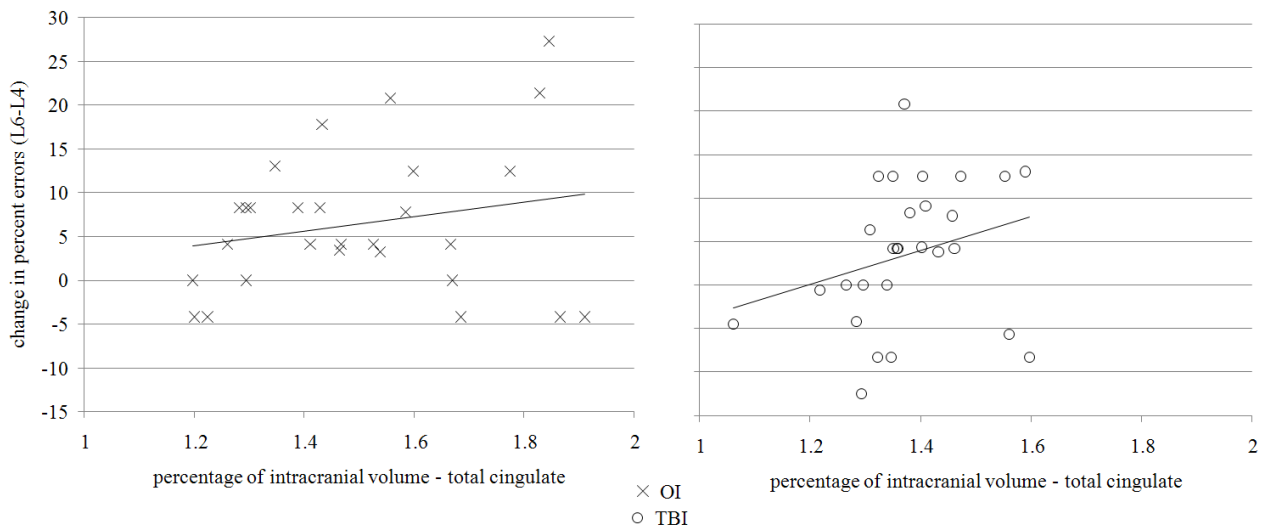 change in percent errors (L6-L4)
30
25
20
15
10
5
0
-5
-10
-15
1 1.2 1.4 1.6 1.8 2
percentage of intracranial volume - total cingulate
1 1.2 1.4 1.6 1.8 2
percentage of intracranial volume - total cingulate
OI
TBI